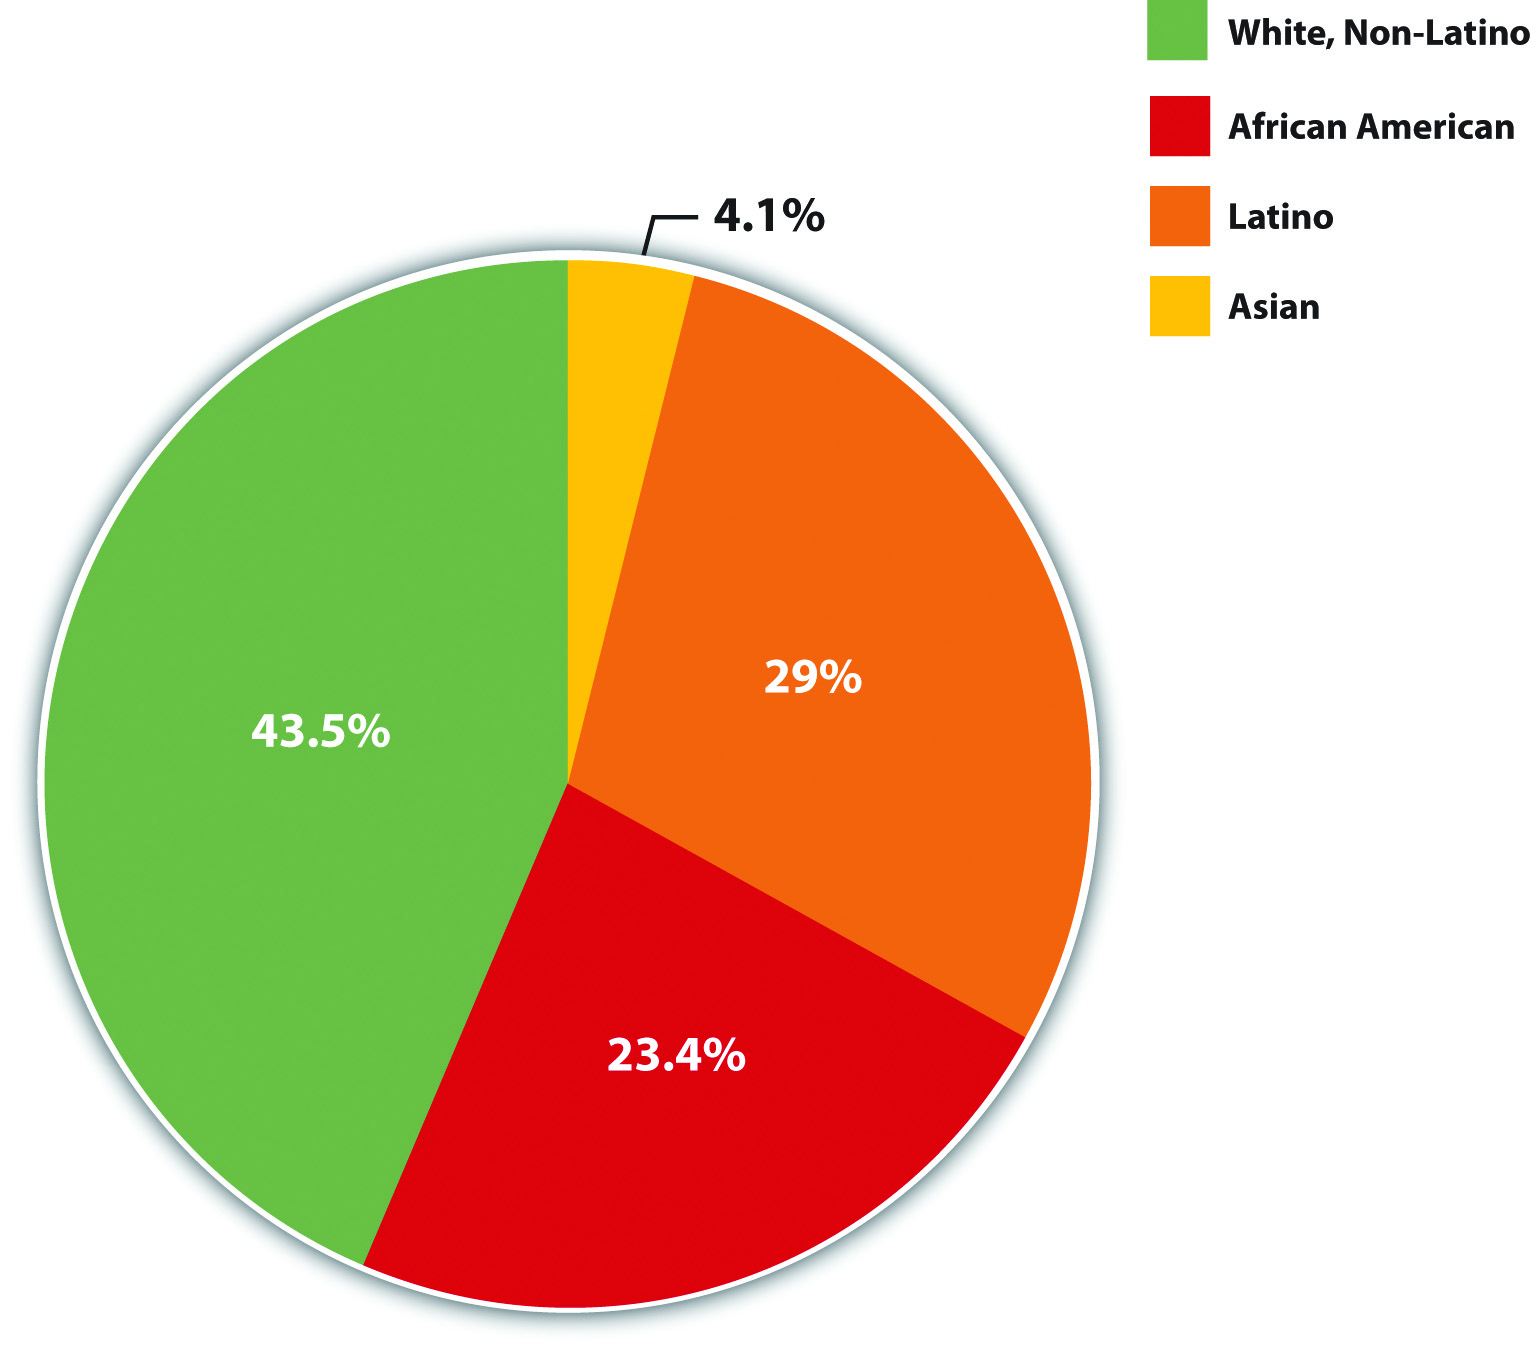 White, Non-Latino
African American
Latino
Asian
4.1%
29%
43.5%
23.4%